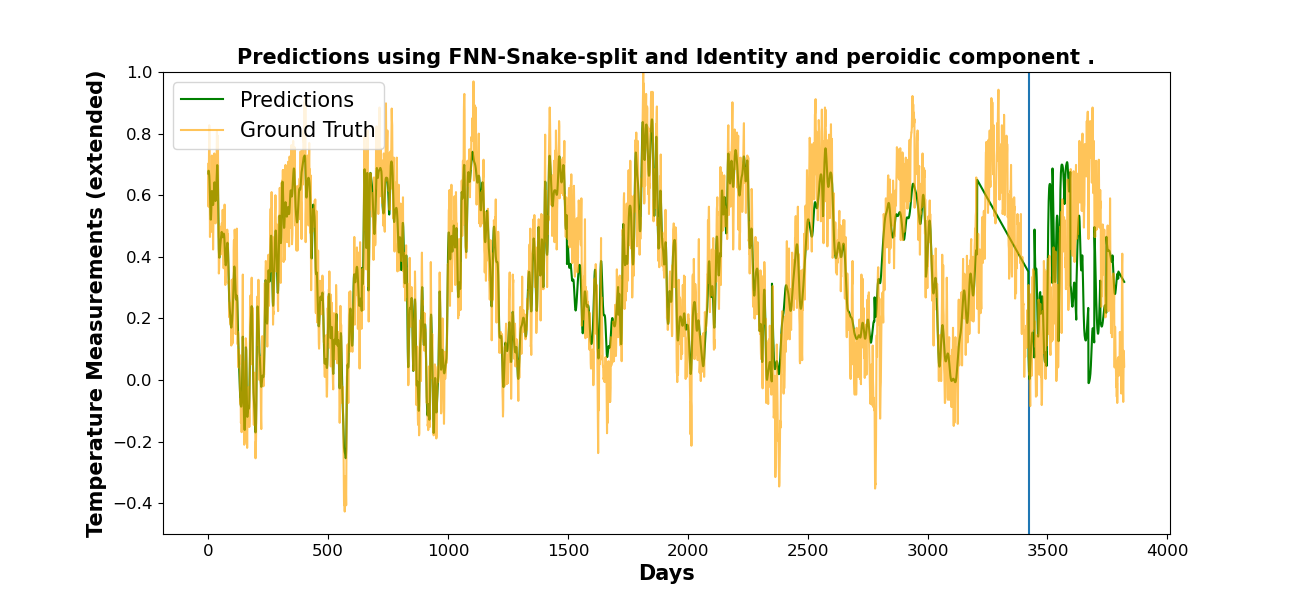 Predictions using FNN-Snake-split and Identity and peroidic component .
Temperature Measurements (extended)
1.0
0.8
0.6
0.4
0.2
0.0
−0.2
−0.4
Predictions
Ground Truth
0 500 1000 1500 2000 2500 3000 3500 4000
Days